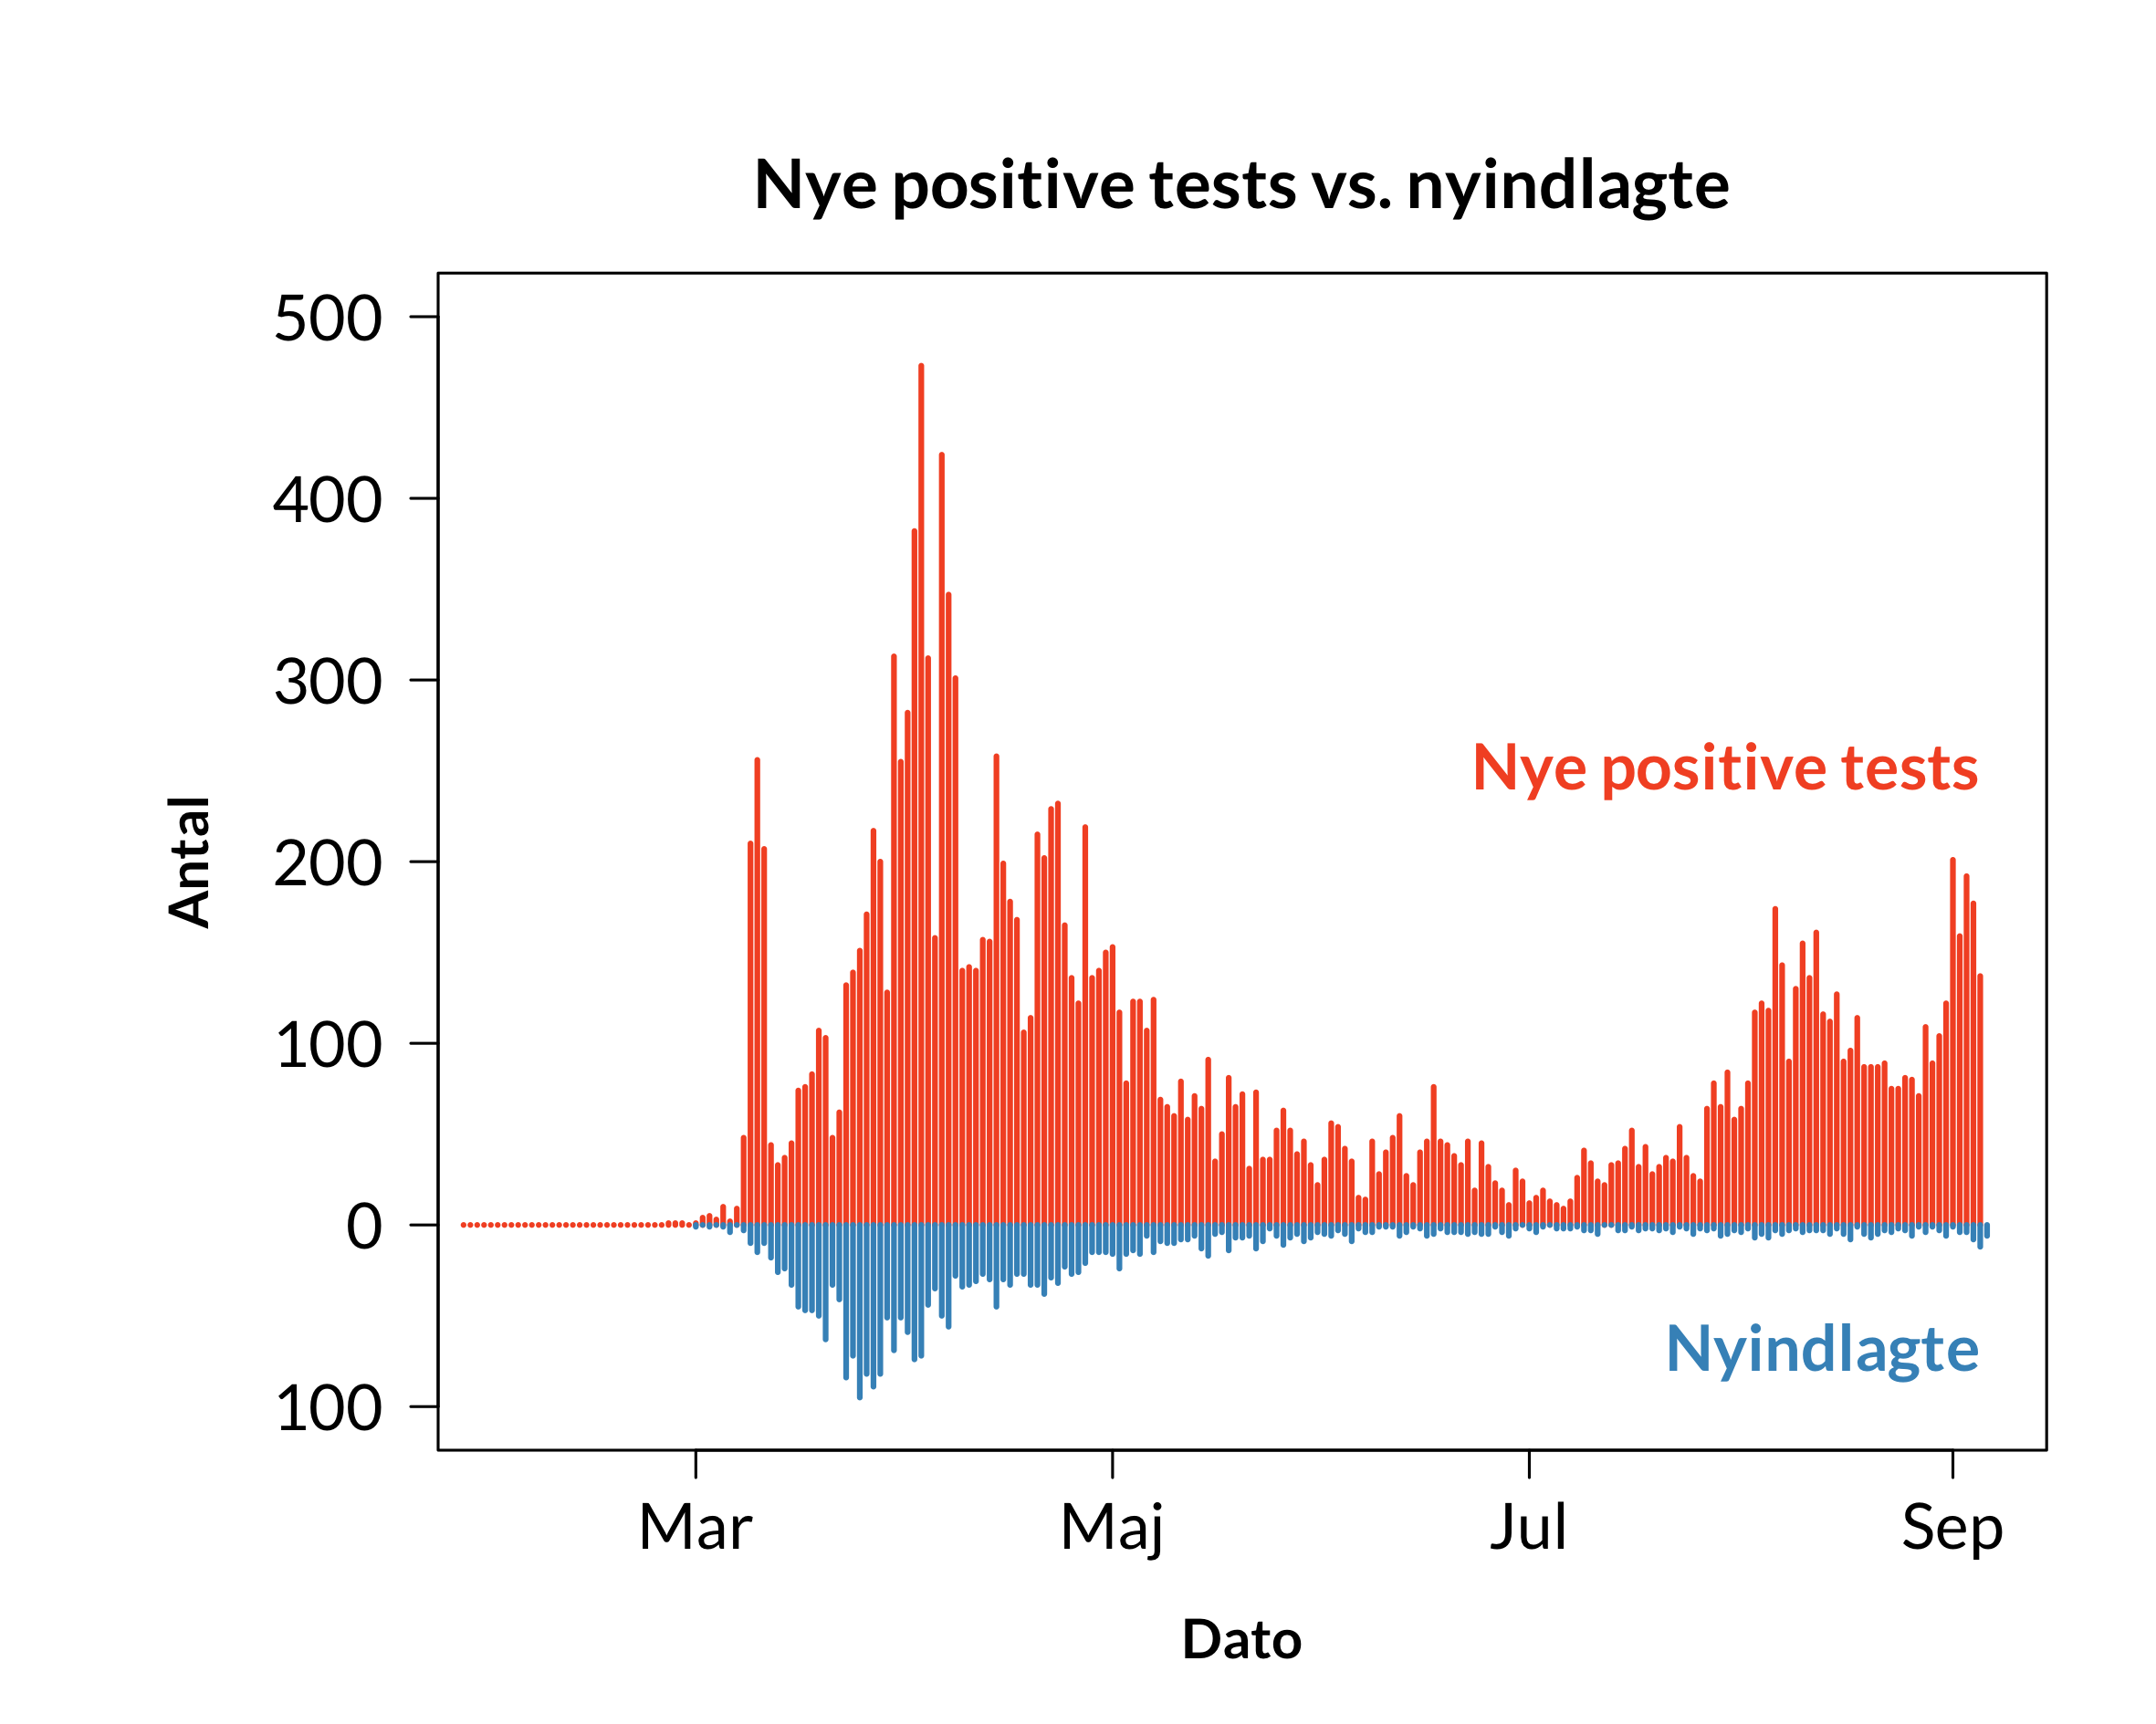 Nye positive tests vs. nyindlagte
500
400
300
200
100
0
100
Antal
Nye positive tests
Nyindlagte
Mar Maj Jul Sep
Dato